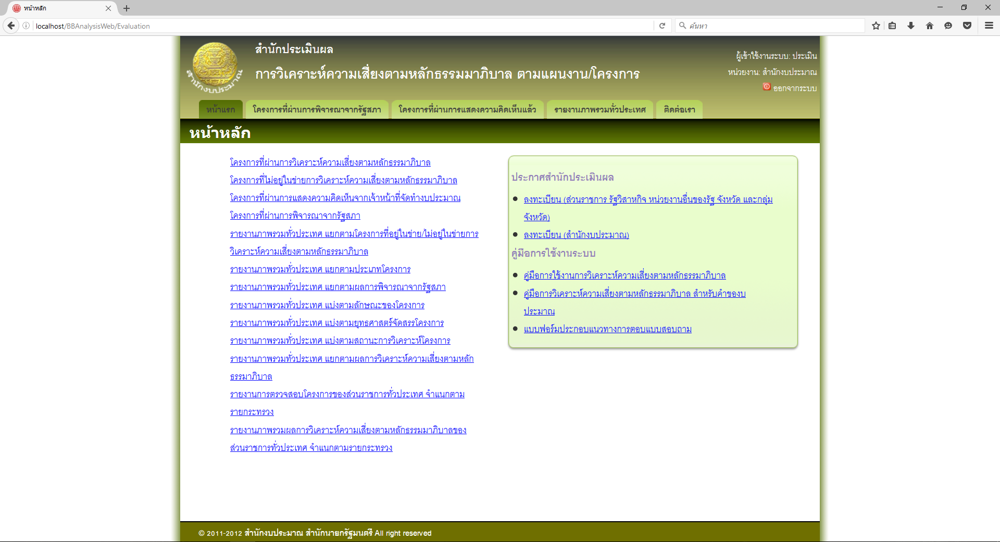 หน้าหลัก
localhost/BBAnalysisWeb/Evaluation
ค้นหา
สำนักงบประมาณ
สำนักประเมินผล
การวิเคราะห์ความเสี่ยงตามหลักธรรมมาภิบาล ตามแผนงาน/โครงการ
ผู้เข้าใช้งานระบบ: ประเมิน
หน่วยงาน: สำนักงบประมาณ
ออกจากระบบ
หน้าแรก
โครงการที่ผ่านการพิจารณาจากรัฐสภา
โครงการที่ผ่านการแสดงความคิดเห็นแล้ว
รายงานภาพรวมทั่วประเทศ
ติดต่อเรา
หน้าหลัก
โครงการที่ผ่านการวิเคราะห์ความเสี่ยงตามหลักธรรมาภิบาล
โครงการที่ไม่อยู่ในข่ายการวิเคราะห์ความเสี่ยงตามหลักธรรมาภิบาล
โครงการที่ผ่านการแสดงความคิดเห็นจากเจ้าหน้าที่จัดทำงบประมาณ
โครงการที่ผ่านการพิจารณาจากรัฐสภา
รายงานภาพรวมทั่วประเทศ แยกตามโครงการที่อยู่ในข่าย/ไม่อยู่ในข่ายการ
วิเคราะห์ความเสี่ยงตามหลักธรรมาภิบาล
รายงานภาพรวมทั่วประเทศ แยกตามประเภทโครงการ
รายงานภาพรวมทั่วประเทศ แยกตามผลการพิจารณาจากรัฐสภา
รายงานภาพรวมทั่วประเทศ แบ่งตามลักษณะของโครงการ
รายงานภาพรวมทั่วประเทศ แบ่งตามยุทธศาสตร์จัดสรรโครงการ
รายงานภาพรวมทั่วประเทศ แบ่งตามสถานะการวิเคราะห์โครงการ
รายงานภาพรวมทั่วประเทศ แยกตามผลการวิเคราะห์ความเสี่ยงตามหลัก
ธรรมาภิบาล
รายงานการตรวจสอบโครงการของส่วนราชการทั่วประเทศ จำแนกตาม
รายกระทรวง
รายงานภาพรวมผลการวิเคราะห์ความเสี่ยงตามหลักธรรมมาภิบาลของ
ส่วนราชการทั่วประเทศ จำแนกตามรายกระทรวง
ประกาศสำนักประเมินผล
ลงทะเบียน (ส่วนราชการ รัฐวิสาหกิจ หน่วยงานอื่นของรัฐ จังหวัด และกลุ่ม
จังหวัด)
ลงทะเบียน (สำนักงบประมาณ)
คู่มือการใช้งานระบบ
คู่มือการใช้งานการวิเคราะห์ความเสี่ยงตามหลักธรรมาภิบาล
คู่มือการวิเคราะห์ความเสี่ยงตามหลักธรรมาภิบาล สำหรับคำของบ
ประมาณ
แบบฟอร์มประกอบแนวทางการตอบแบบสอบถาม
© 2011-2012 สำนักงบประมาณ สำนักนายกรัฐมนตรี All right reserved